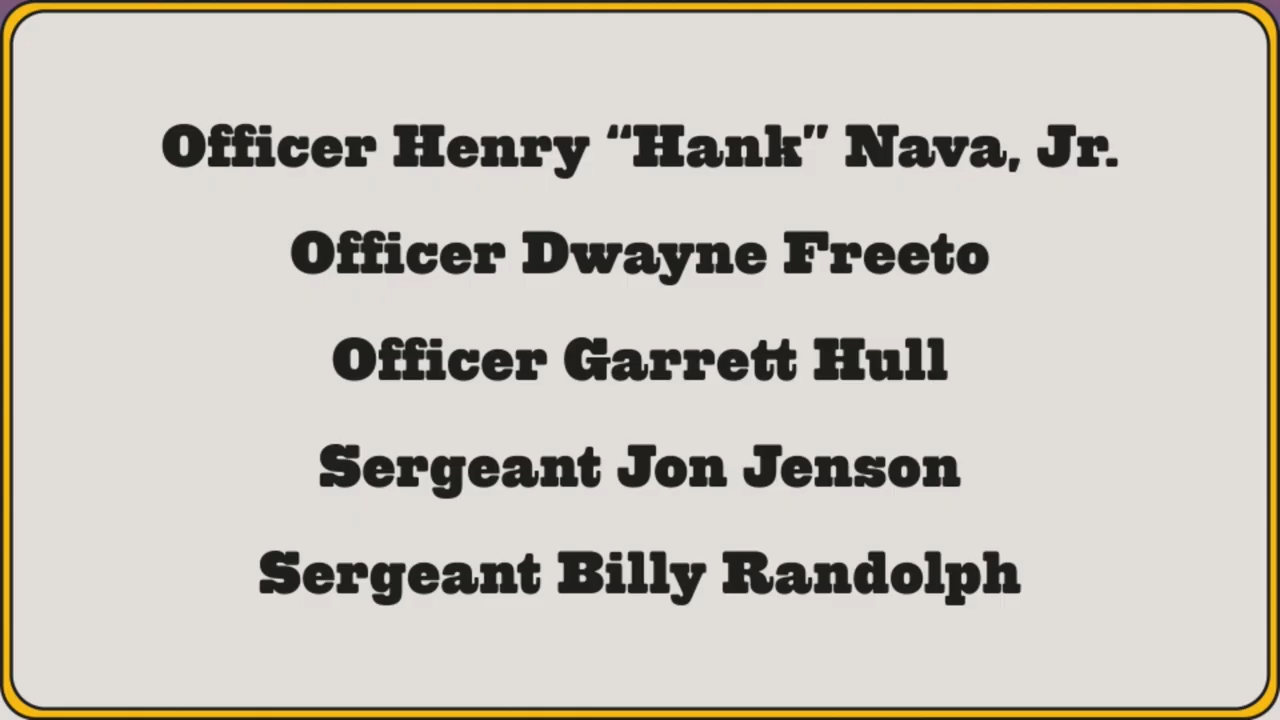 Officer Henry “Hank” Nava, Jr.
Officer Dwayne Freeto
Officer Garrett Hull
Sergeant Jon Jenson
Sergeant Billy Randolph